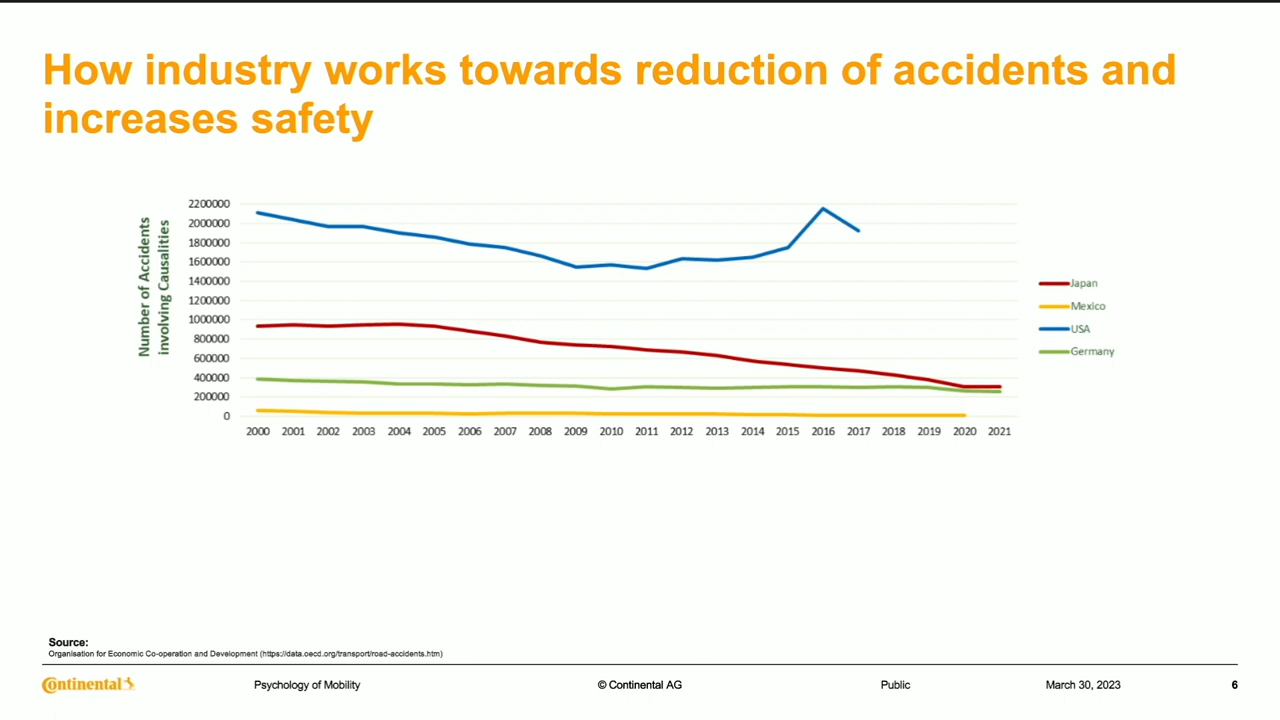 How industry works towards reduction of accidents and
increases safety
Number of Accidents
involving Causalities
2200000
2000000
1800000
1600000
1400000
1200000
1000000
800000
600000
400000
200000
0
2000 2001 2002 2003 2004 2005 2006 2007 2008 2009 2010 2011 2012 2013 2014 2015 2016 2017 2018 2019 2020 2021
Japan
Mexico
USA
Germany
Source:
Organisation for Economic Co-operation and Development (https://data.oecd.org/transport/road-accidents.htm)
Continental Psychology of Mobility © Continental AG Public March 30, 2023 6